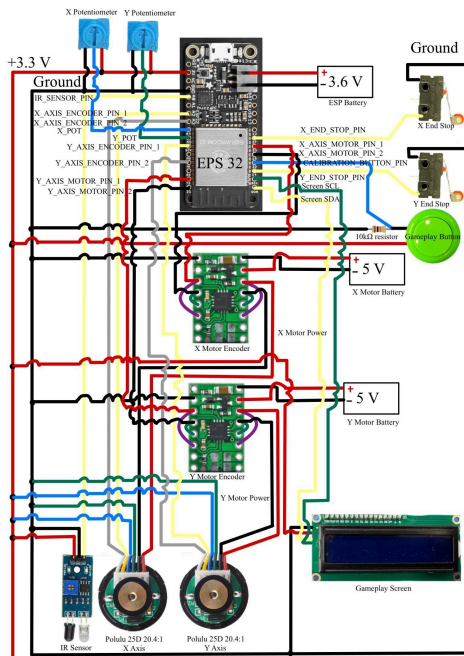 X Potentiometer
Y Potentiometer
+3.3 V
Ground
Ground
+
- 3.6 V
ESP Battery
IR_SENSOR_PIN
X_AXIS_ENCODER_PIN_1
X_AXIS_ENCODER_PIN_2
X_POT
Y_POT
Y_AXIS_ENCODER_PIN_1
Y_AXIS_ENCODER_PIN_2
Y_AXIS_MOTOR_PIN_1
Y_AXIS_MOTOR_PIN_2
EPS 32
X_END_STOP_PIN
X End Stop
X_AXIS_MOTOR_PIN_1
X_AXIS_MOTOR_PIN_2
CALIBRATION_BUTTON_PIN
Y_END_STOP_PIN
Screen SCL
Screen SDA
Y End Stop
Gameplay Button
10kΩ resistor
+
- 5 V
X Motor Battery
X Motor Power
X Motor Encoder
+
- 5 V
Y Motor Battery
Y Motor Encoder
Y Motor Power
Gameplay Screen
IR Sensor
Polulu 25D 20.4:1
X Axis
Polulu 25D 20.4:1
Y Axis